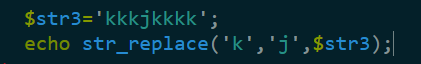 $str3='kkkjkkkk';
echo str_replace('k','j',$str3);